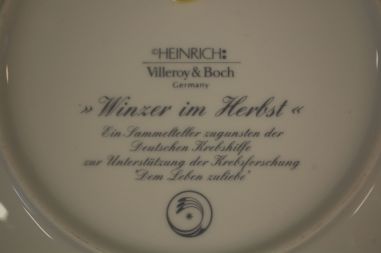 ©HEINRICH
Villeroy & Boch
Germany
» Winzer im Herbst «
Ein Sammelteller zugunsten der
Deutschen Krebshilfe
zur Unterstützung der Krebsforschung
"Dem Leben zuliebe"